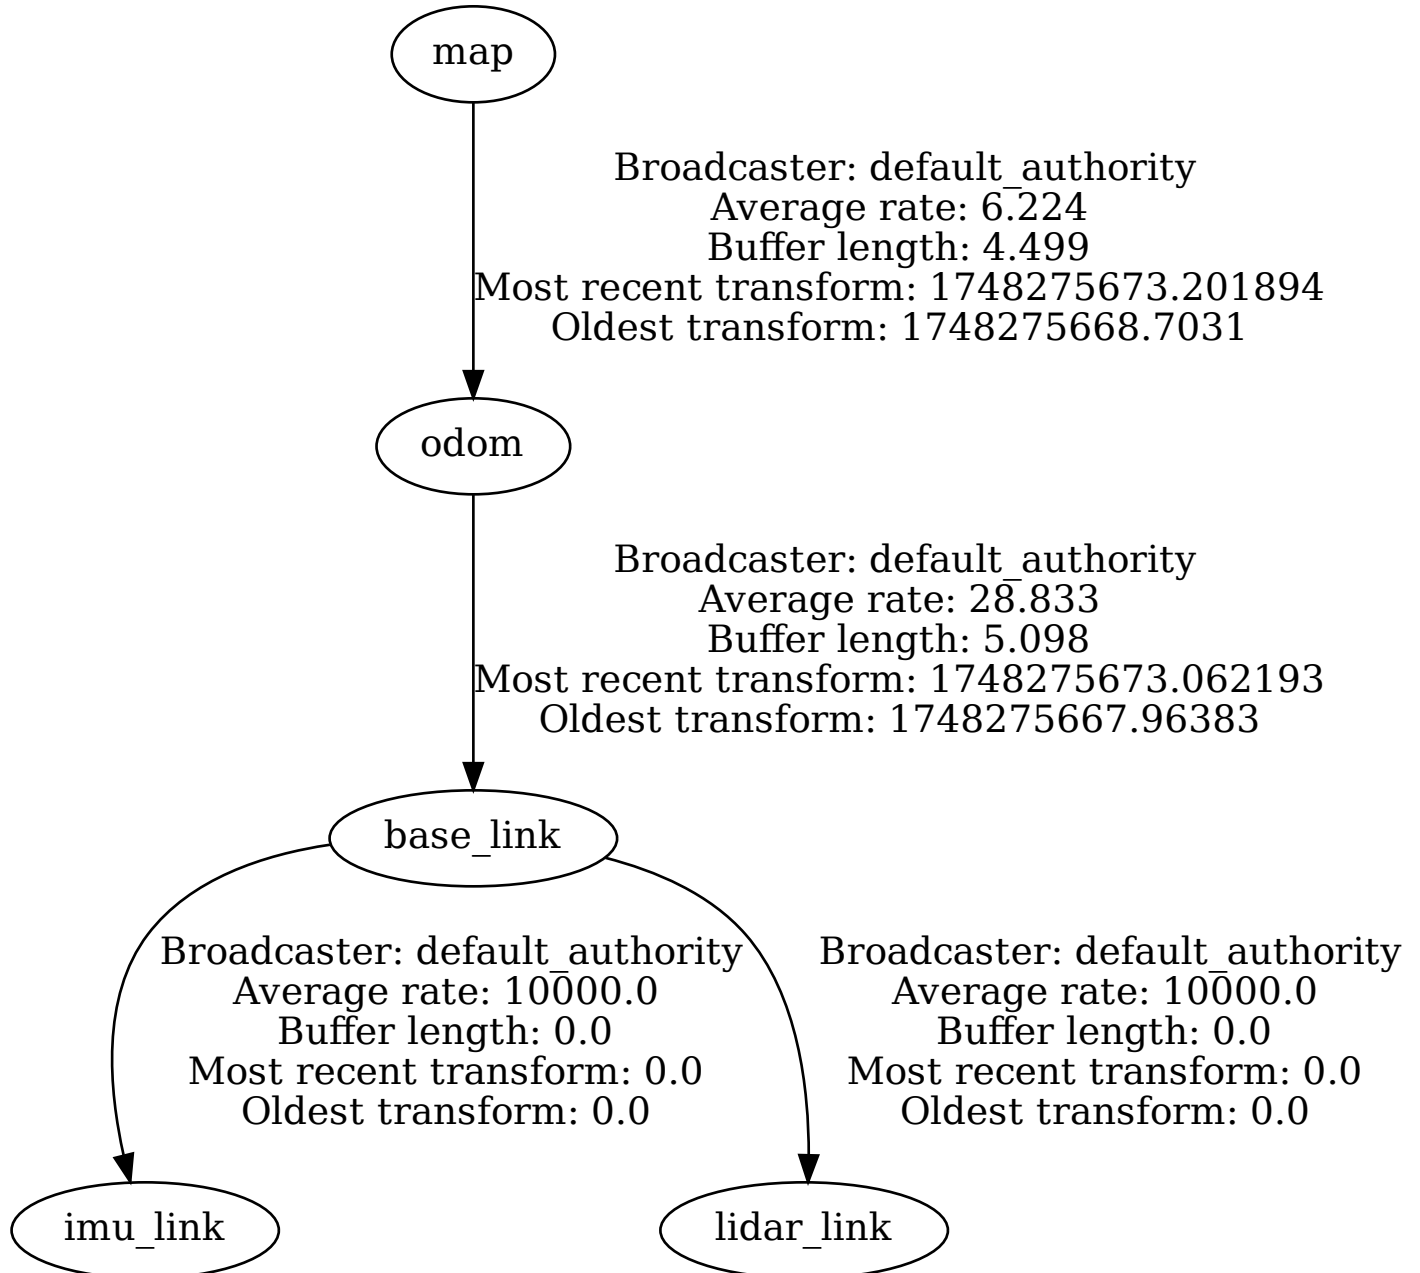 map
Broadcaster: default_authority
Average rate: 6.224
Buffer length: 4.499
Most recent transform: 1748275673.201894
Oldest transform: 1748275668.7031
odom
Broadcaster: default_authority
Average rate: 28.833
Buffer length: 5.098
Most recent transform: 1748275673.062193
Oldest transform: 1748275667.96383
base_link
Broadcaster: default_authority
Average rate: 10000.0
Buffer length: 0.0
Most recent transform: 0.0
Oldest transform: 0.0
Broadcaster: default_authority
Average rate: 10000.0
Buffer length: 0.0
Most recent transform: 0.0
Oldest transform: 0.0
imu_link
lidar_link